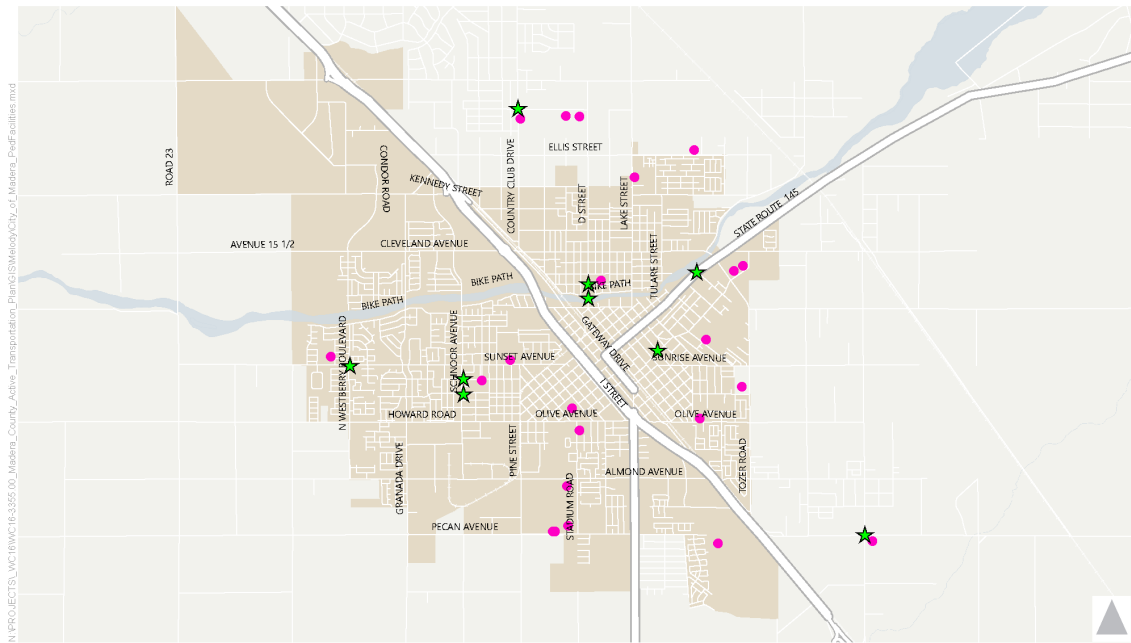 ELLIS STREET
ROAD 23
CONDOR ROAD
KENNEDY STREET
COUNTRY CLUB DRIVE
D STREET
LAKE STREET
STATE ROUTE 145
AVENUE 15 1/2
CLEVELAND AVENUE
TULARE STREET
BIKE PATH
BIKE PATH
BIKE PATH
GATEWAY DRIVE
N WESTBERRY BOULEVARD
SCHNOOR AVENUE
SUNSET AVENUE
SUNRISE AVENUE
I STREET
HOWARD ROAD
OLIVE AVENUE
OLIVE AVENUE
PINE STREET
GRANADA DRIVE
STADIUM ROAD
ALMOND AVENUE
TOZER ROAD
PECAN AVENUE
N:\PROJECTS\_WC16\WC16-3355.00_Madera_County_Active_Transportation_Plan\GIS\Melody\City_of_Madera_PedFacilities.mxd